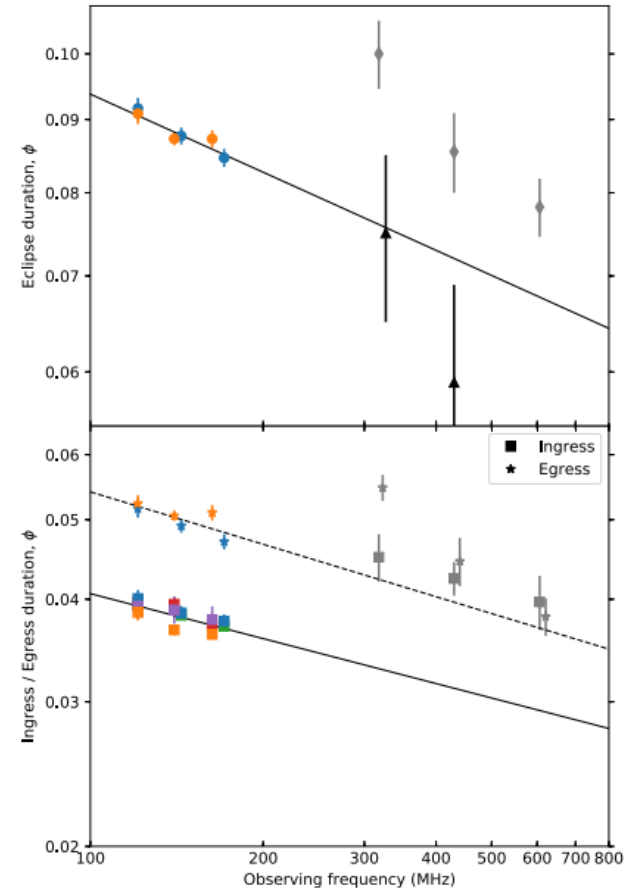 0.10
0.09
0.08
0.07
0.06
Eclipse duration, ϕ
0.06
0.05
0.04
0.03
0.02
Ingress / Egress duration, ϕ
Ingress
Egress
100 200 300 400 500 600 700 800
Observing frequency (MHz)